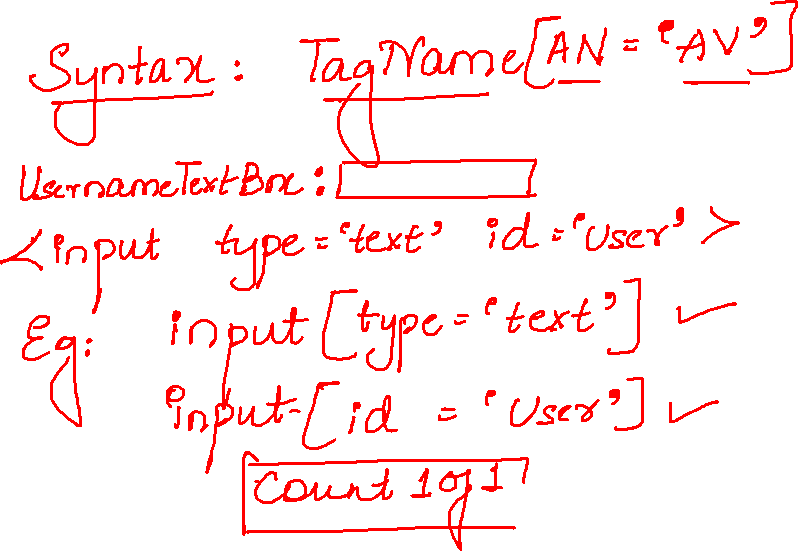 Syntax : TagName[AN = 'AV']
UsernameTextBox :
<input type='text' id='user'>
Eg: input[type='text'] ✓
input[id = 'user'] ✓
Count 1 of 1